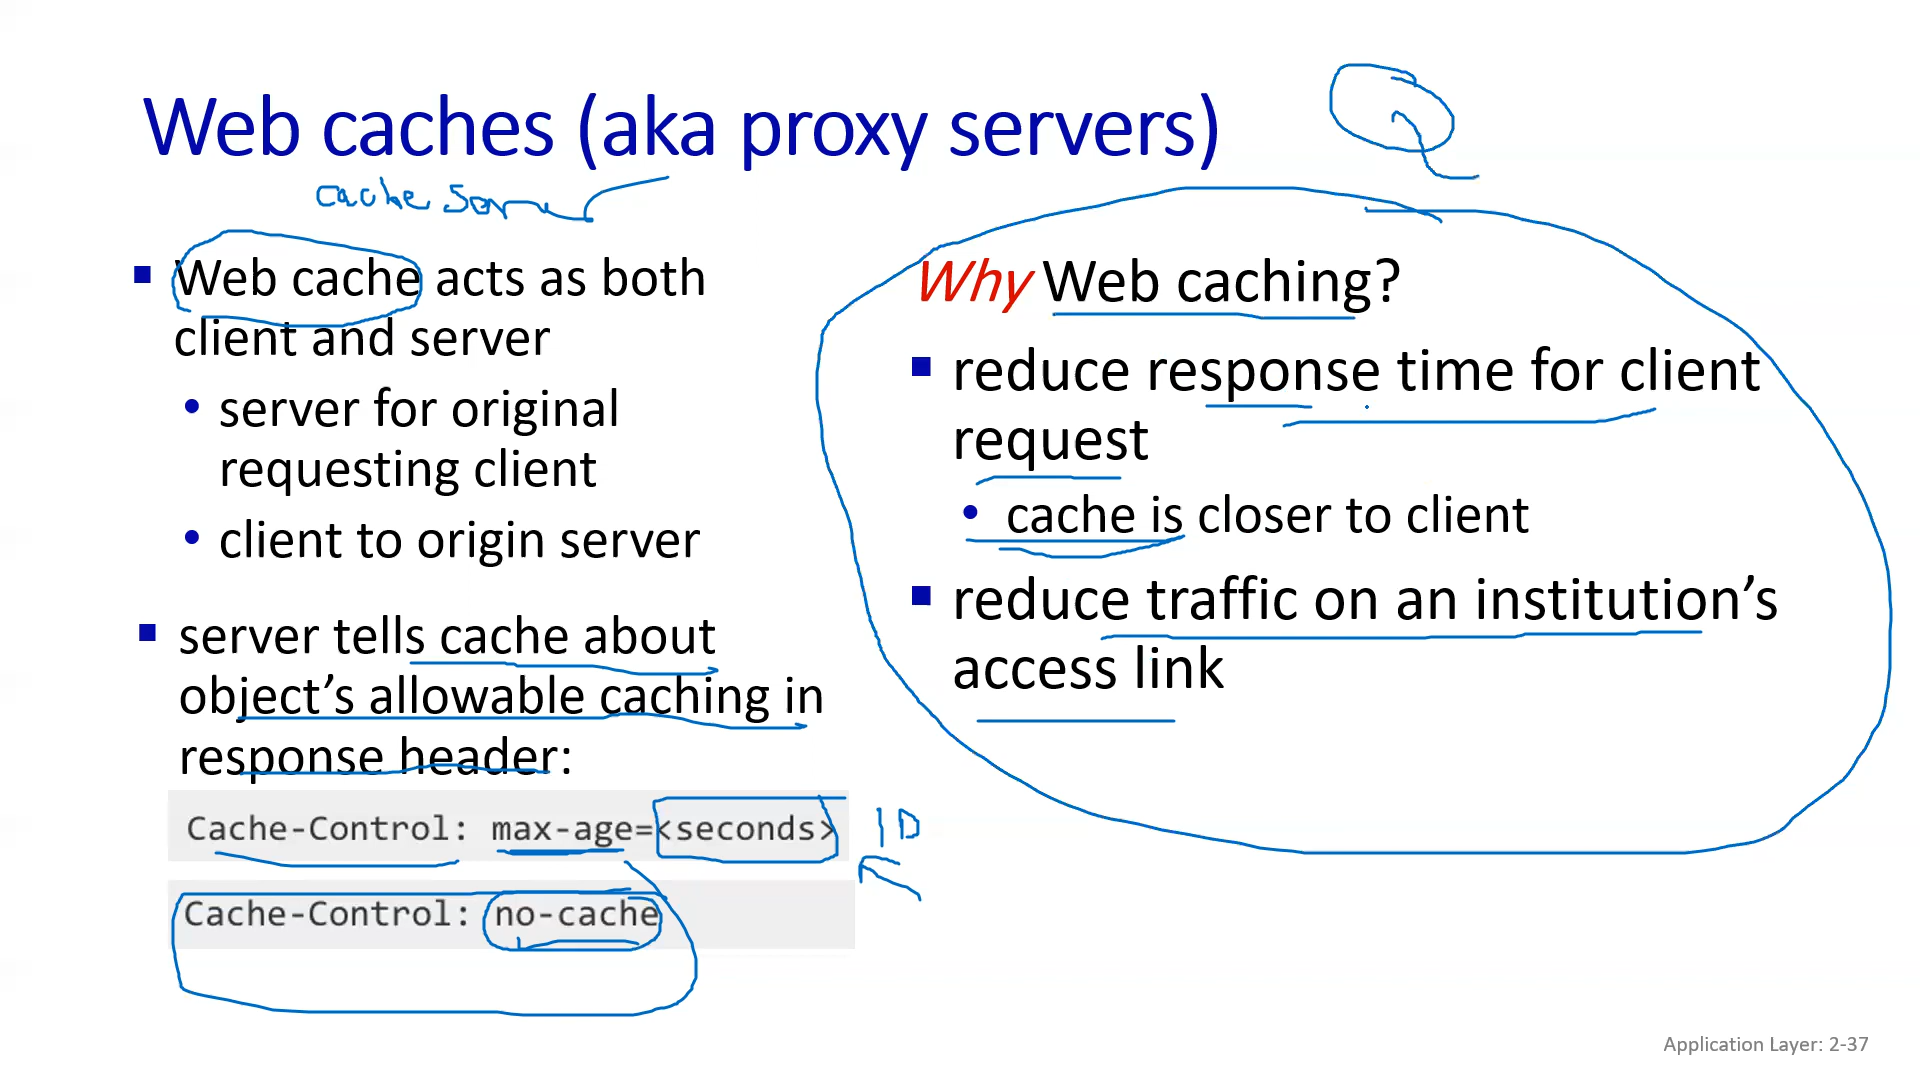 Web caches (aka proxy servers)
cache server
Web cache acts as both
client and server
server for original
requesting client
client to origin server
server tells cache about
object’s allowable caching in
response header:
Cache-Control: max-age=<seconds>
10
Cache-Control: no-cache
Q
Why Web caching?
reduce response time for client
request
cache is closer to client
reduce traffic on an institution’s
access link
Application Layer: 2-37